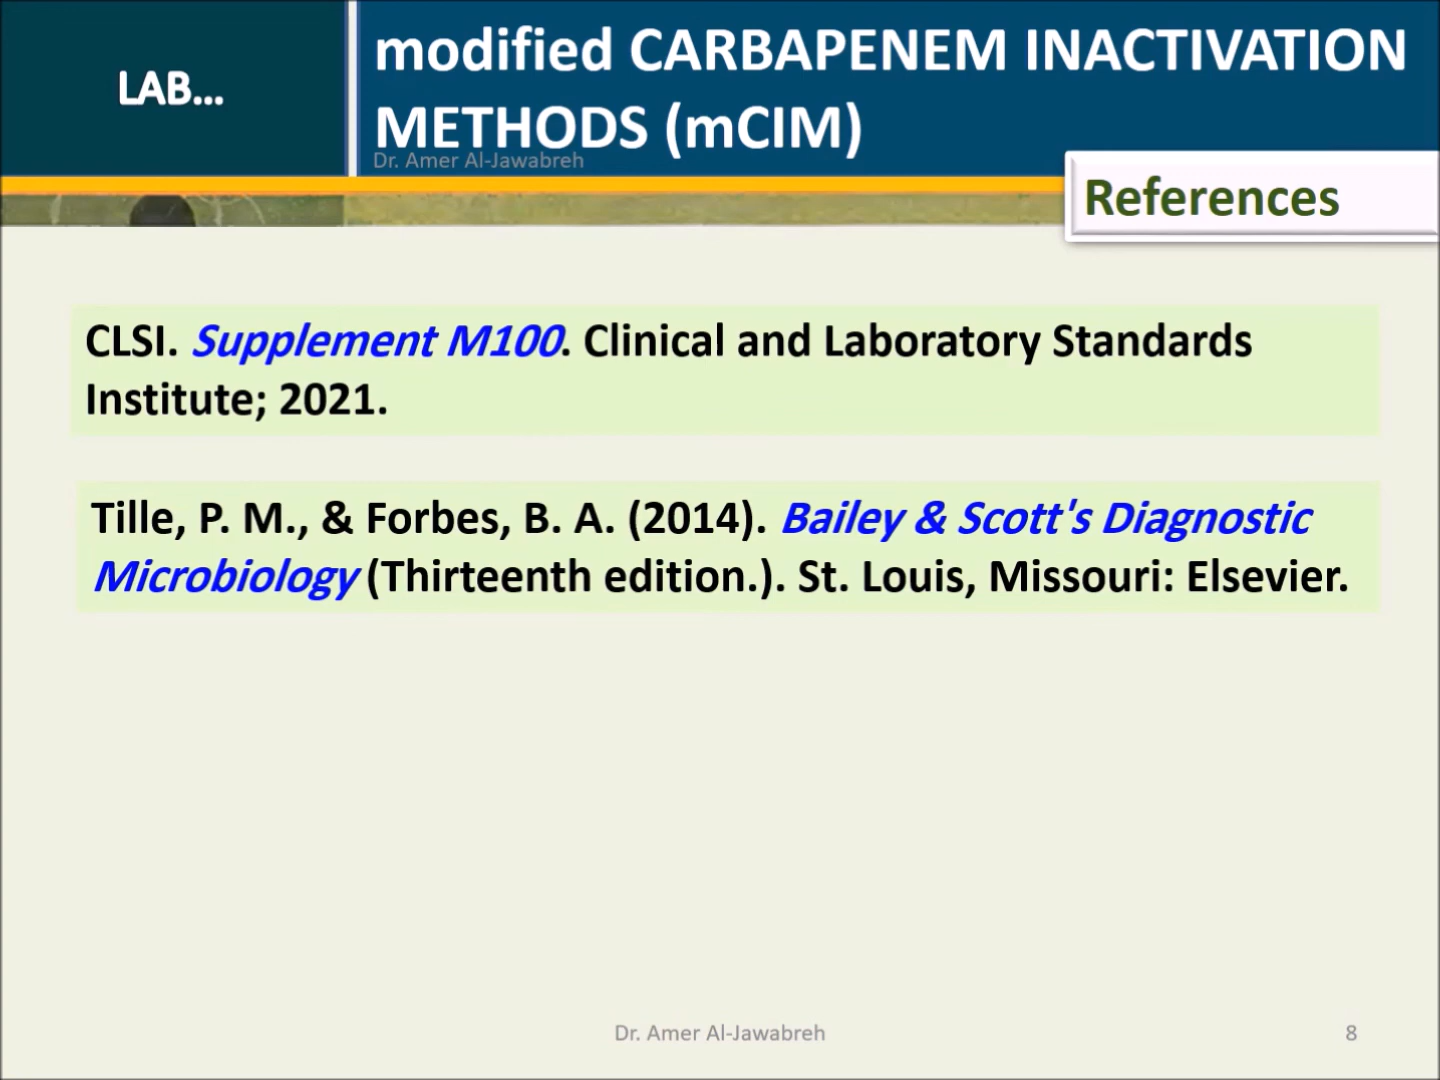 LAB...
modified CARBAPENEM INACTIVATION
METHODS (mCIM)
Dr. Amer Al-Jawabreh
References
CLSI. Supplement M100. Clinical and Laboratory Standards
Institute; 2021.
Tille, P. M., & Forbes, B. A. (2014). Bailey & Scott's Diagnostic
Microbiology (Thirteenth edition.). St. Louis, Missouri: Elsevier.
Dr. Amer Al-Jawabreh
8